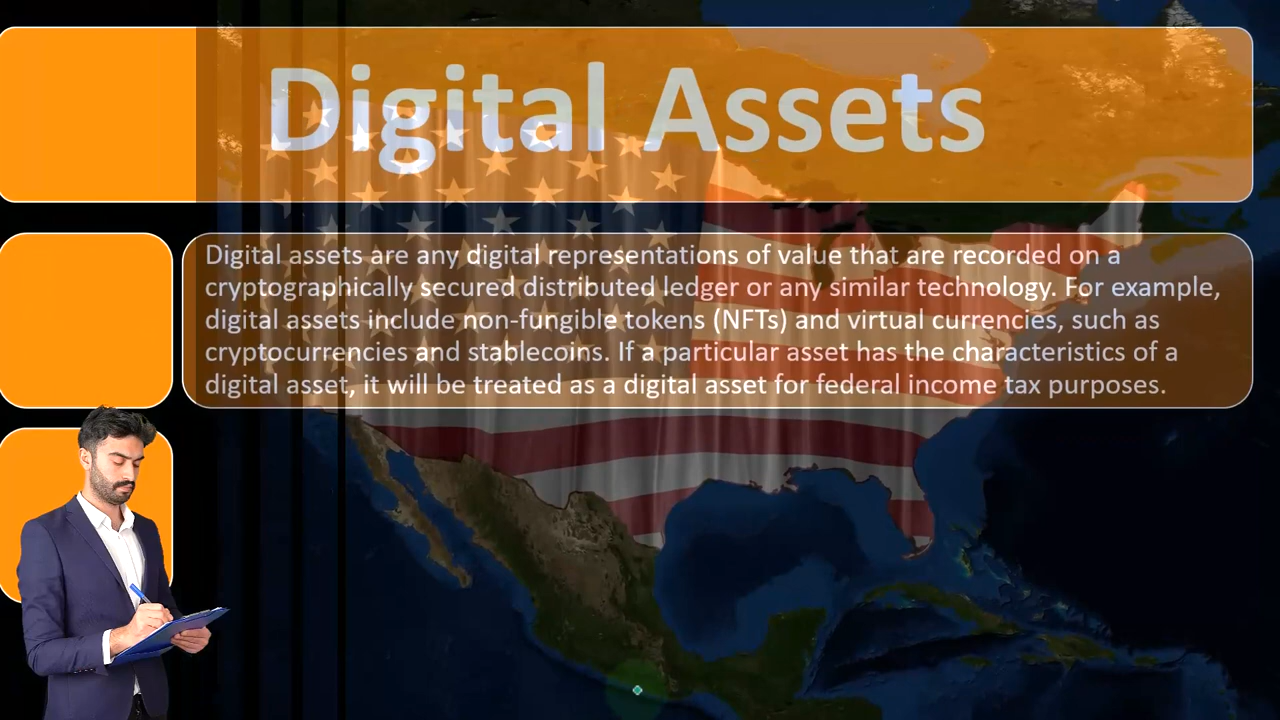 Digital Assets
Digital assets are any digital representations of value that are recorded on a
cryptographically secured distributed ledger or any similar technology. For example,
digital assets include non-fungible tokens (NFTs) and virtual currencies, such as
cryptocurrencies and stablecoins. If a particular asset has the characteristics of a
digital asset, it will be treated as a digital asset for federal income tax purposes.